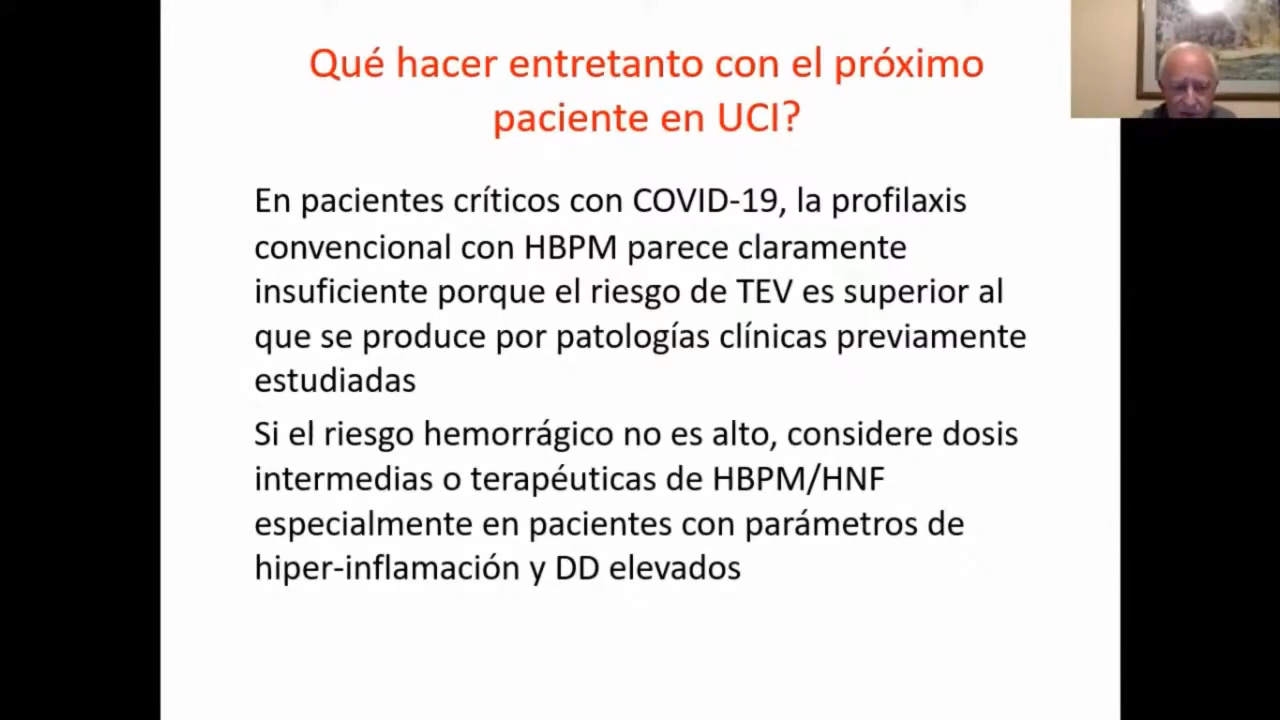 Qué hacer entretanto con el próximo
paciente en UCI?
En pacientes críticos con COVID-19, la profilaxis
convencional con HBPM parece claramente
insuficiente porque el riesgo de TEV es superior al
que se produce por patologías clínicas previamente
estudiadas
Si el riesgo hemorrágico no es alto, considere dosis
intermedias o terapéuticas de HBPM/HNF
especialmente en pacientes con parámetros de
hiper-inflamación y DD elevados